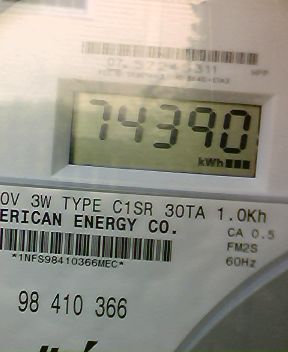 74390
kWh
0V 3W TYPE C1SR 30TA 1.0Kh
ERICAN ENERGY CO.
CA 0.5
FM2S
*1NFS98410366MEC*
60Hz
98 410 366